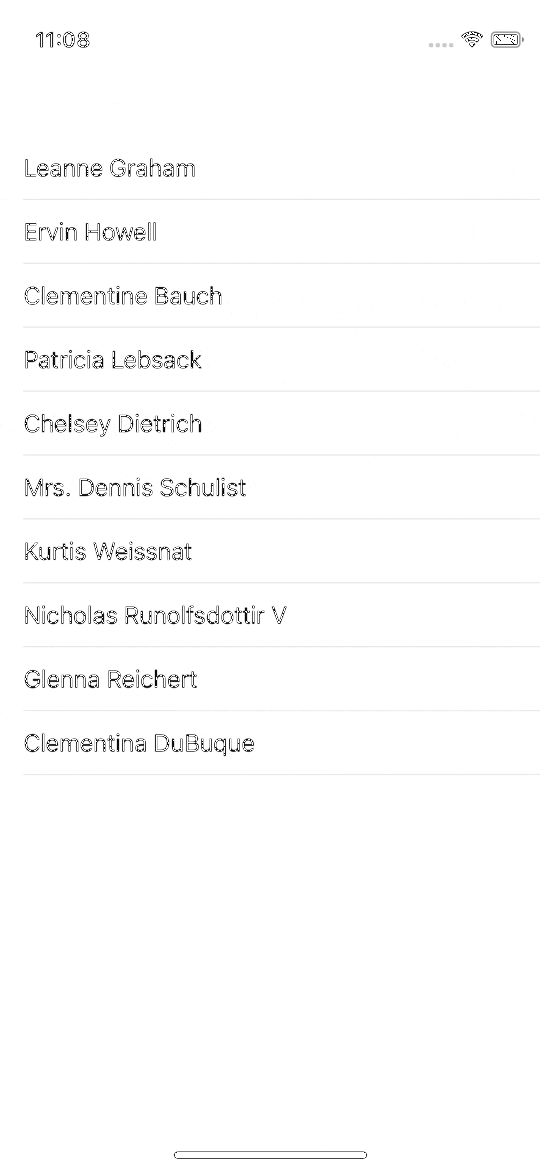 11:08
Leanne Graham
Ervin Howell
Clementine Bauch
Patricia Lebsack
Chelsey Dietrich
Mrs. Dennis Schulist
Kurtis Weissnat
Nicholas Runolfsdottir V
Glenna Reichert
Clementina DuBuque